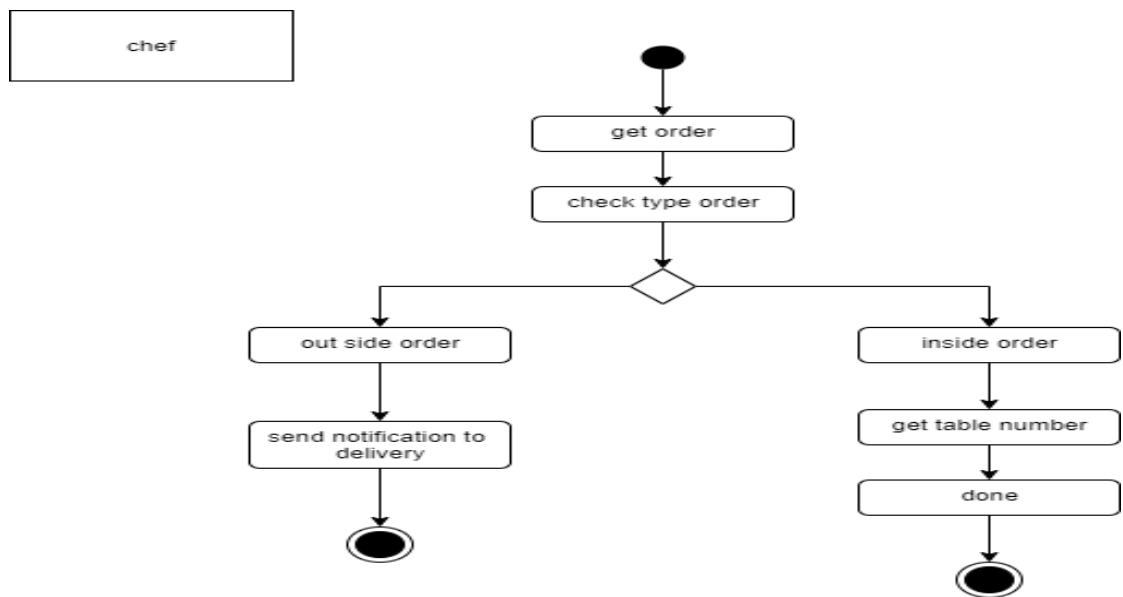 chef
get order
check type order
out side order
inside order
send notification to
delivery
get table number
done